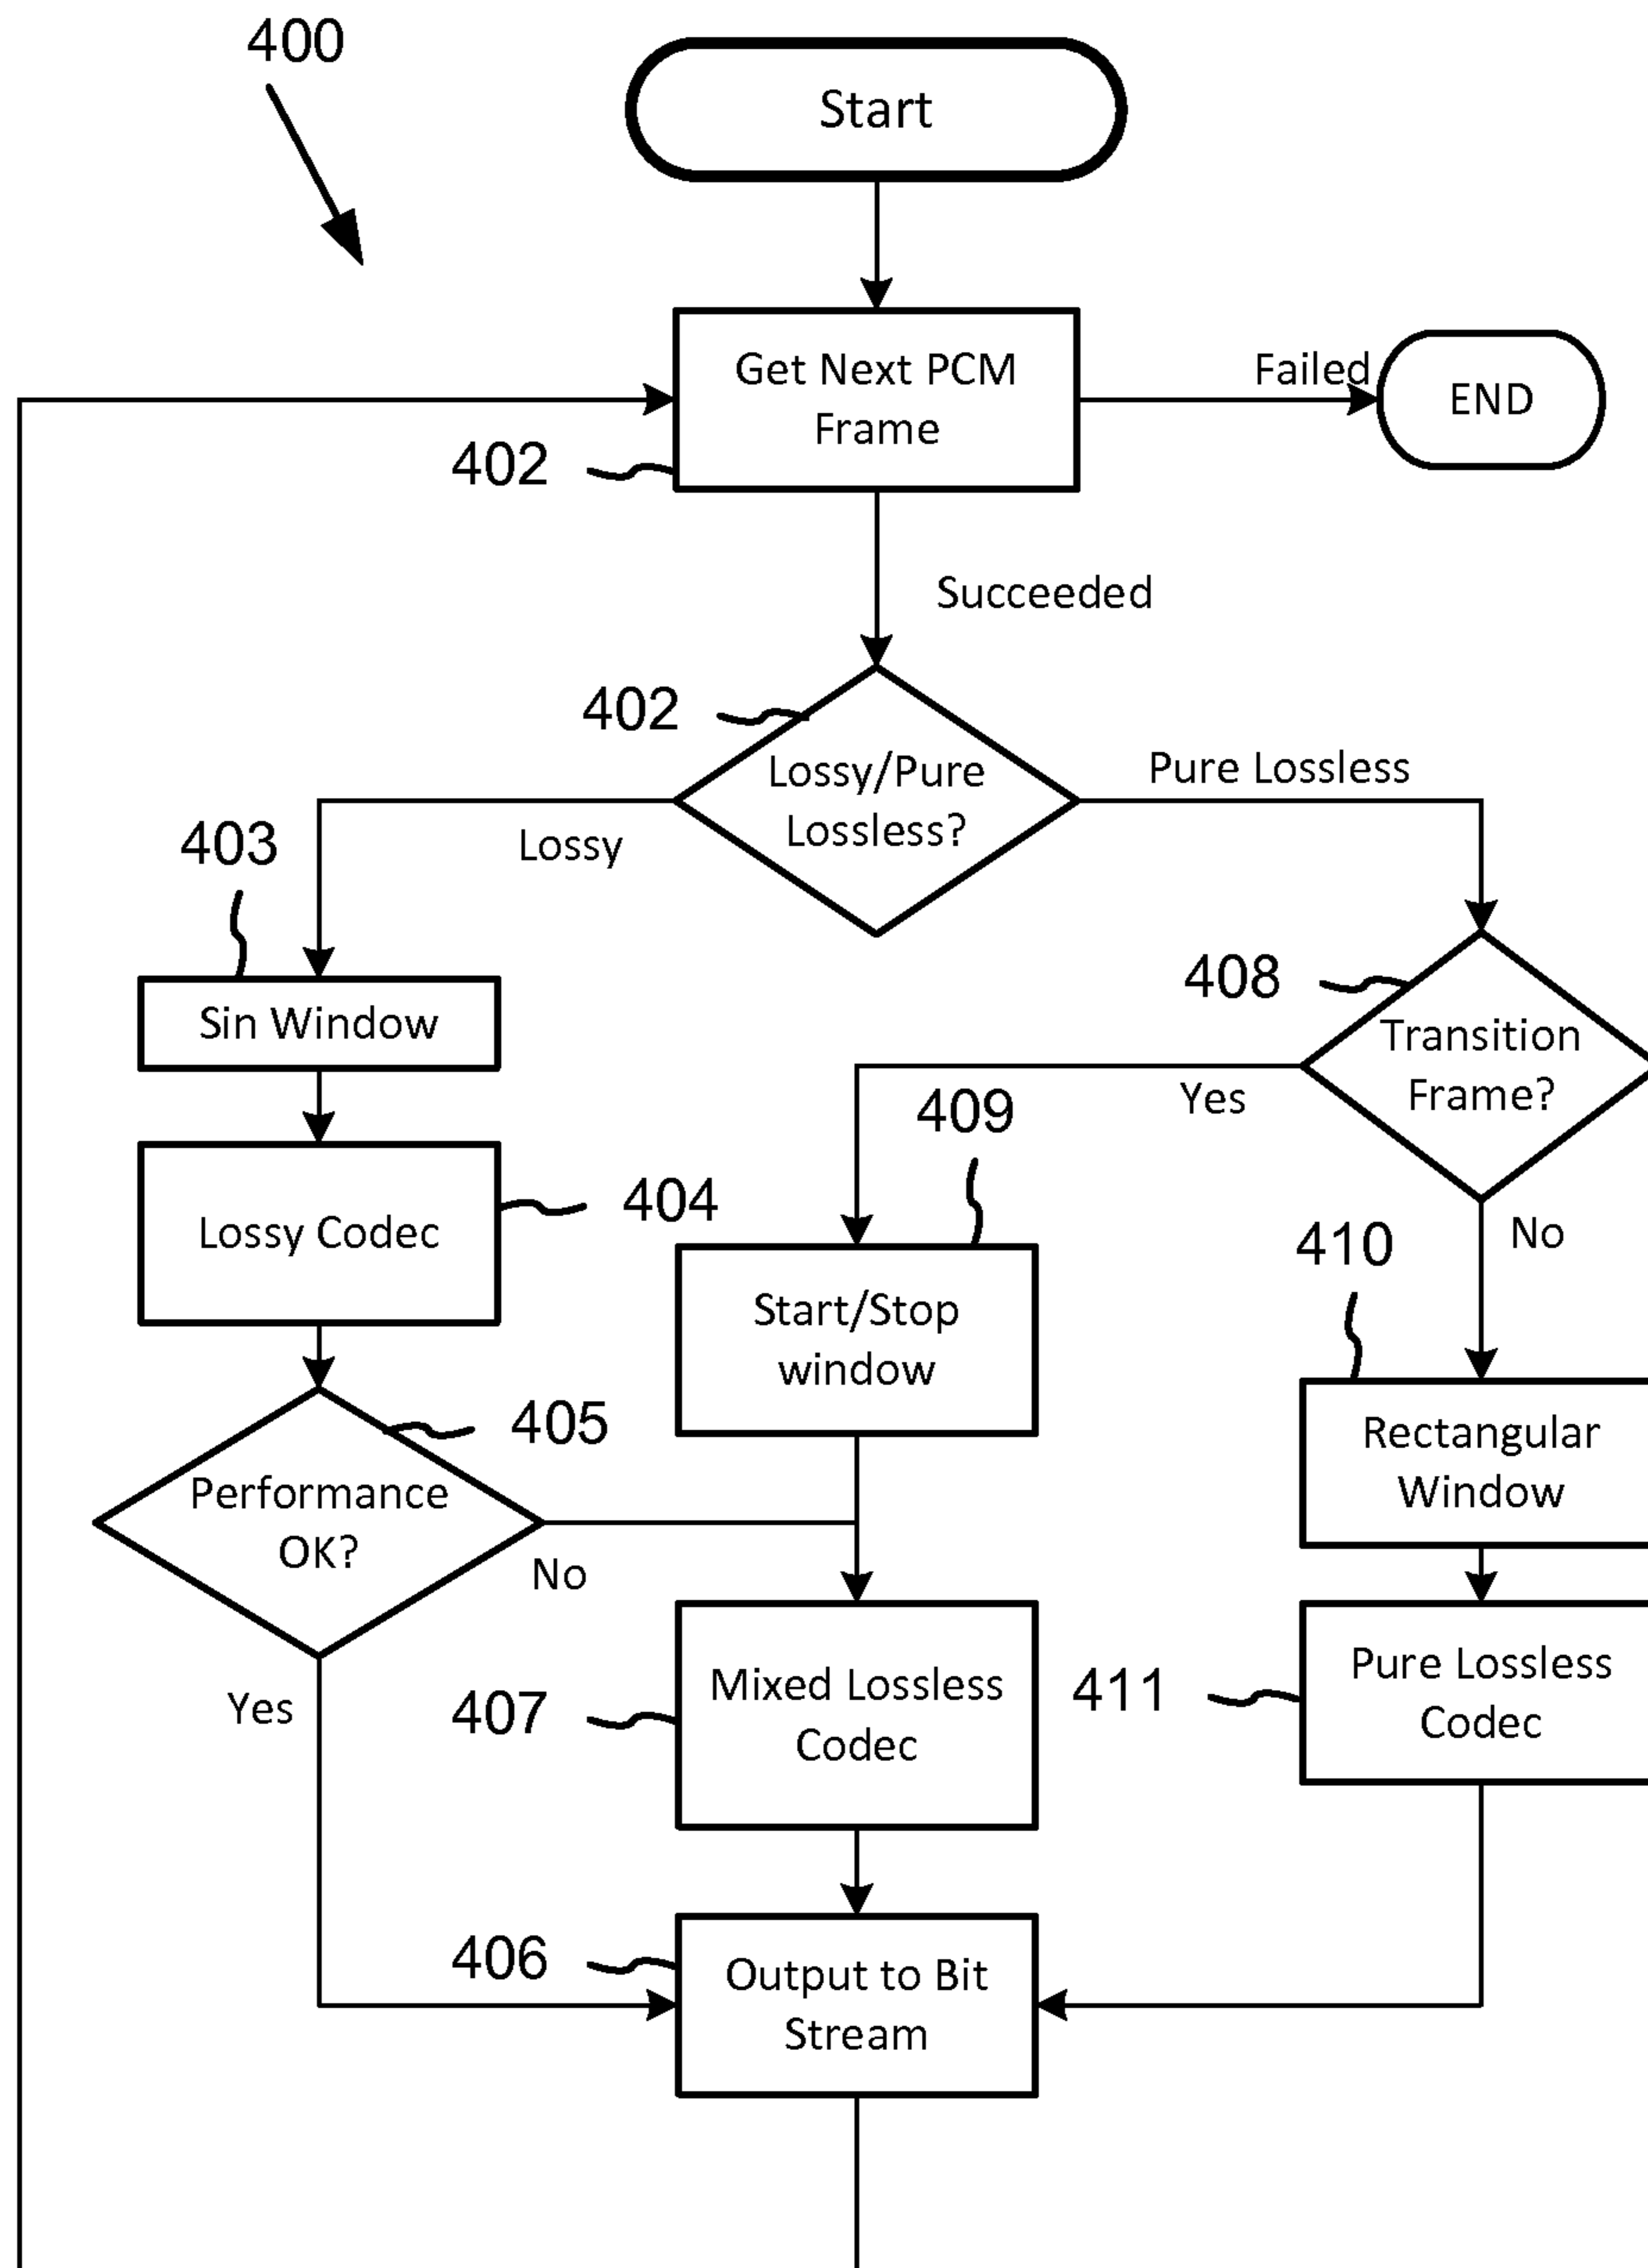 400
Start
Get Next PCM
Frame
402
Failed
END
Succeeded
402
Lossy/Pure
Lossless?
Lossy
Pure Lossless
403
Sin Window
408
Transition
Frame?
Yes
No
404
Lossy Codec
409
Start/Stop
window
410
Rectangular
Window
405
Performance
OK?
No
Yes
407
Mixed Lossless
Codec
411
Pure Lossless
Codec
406
Output to Bit
Stream